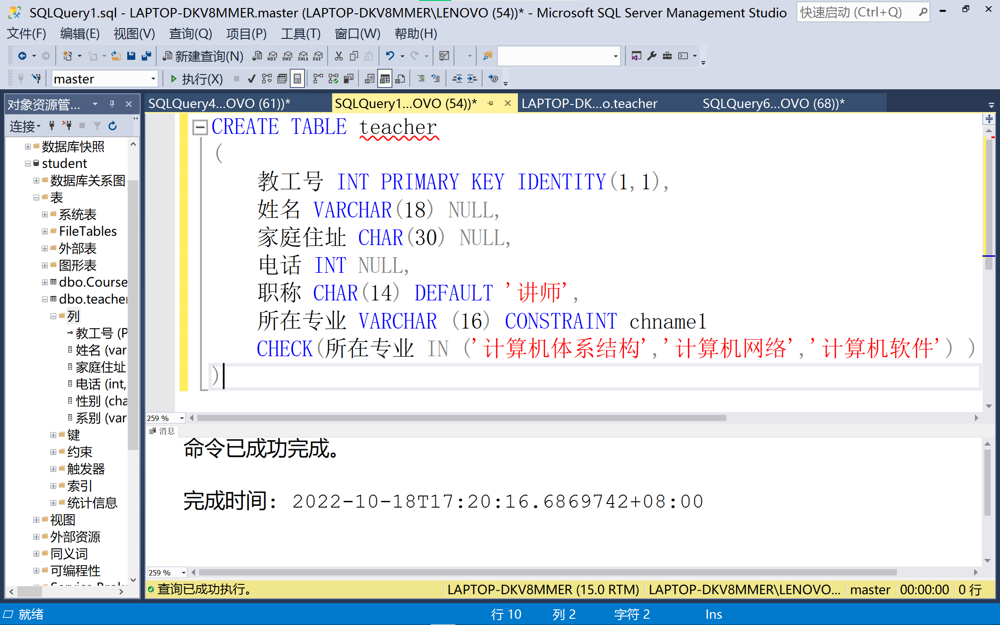 SQLQuery1.sql - LAPTOP-DKV8MMER.master (LAPTOP-DKV8MMER\LENOVO (54))* - Microsoft SQL Server Management Studio
快速启动 (Ctrl+Q)
文件(F) 编辑(E) 视图(V) 查询(Q) 项目(P) 工具(T) 窗口(W) 帮助(H)
新建查询(N) MDX DMX XMLA DAX
master 执行(X)
对象资源管...
连接
数据库快照
student
数据库关系图
表
系统表
FileTables
外部表
图形表
dbo.Course
dbo.teacher
列
教工号 (P
姓名 (var
家庭住址
电话 (int,
性别 (cha
系别 (var
键
约束
触发器
索引
统计信息
视图
外部资源
同义词
可编程性
SQLQuery4...OVO (61))* SQLQuery1...OVO (54))* LAPTOP-DK...o.teacher SQLQuery6...OVO (68))*
CREATE TABLE teacher
(
教工号 INT PRIMARY KEY IDENTITY(1,1),
姓名 VARCHAR(18) NULL,
家庭住址 CHAR(30) NULL,
电话 INT NULL,
职称 CHAR(14) DEFAULT '讲师',
所在专业 VARCHAR (16) CONSTRAINT chname1
CHECK(所在专业 IN ('计算机体系结构','计算机网络','计算机软件') )
)
259 %
消息
命令已成功完成。
完成时间: 2022-10-18T17:20:16.6869742+08:00
259 %
查询已成功执行。 LAPTOP-DKV8MMER (15.0 RTM) LAPTOP-DKV8MMER\LENOVO... master 00:00:00 0 行
就绪 行 10 列 2 字符 2 Ins